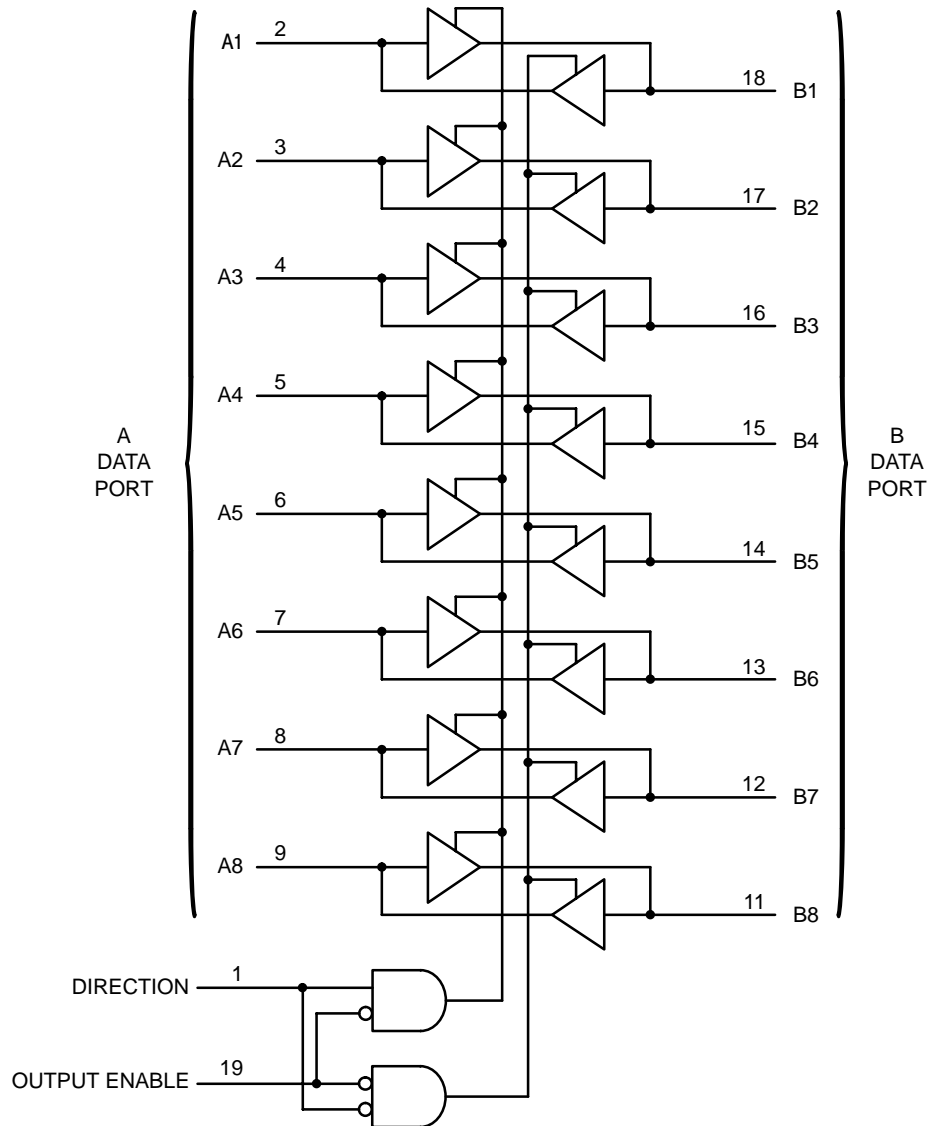 A1 2
18 B1
A2 3
17 B2
A3 4
16 B3
A4 5
15 B4
A
DATA
PORT
B
DATA
PORT
A5 6
14 B5
A6 7
13 B6
A7 8
12 B7
A8 9
11 B8
DIRECTION 1
OUTPUT ENABLE 19